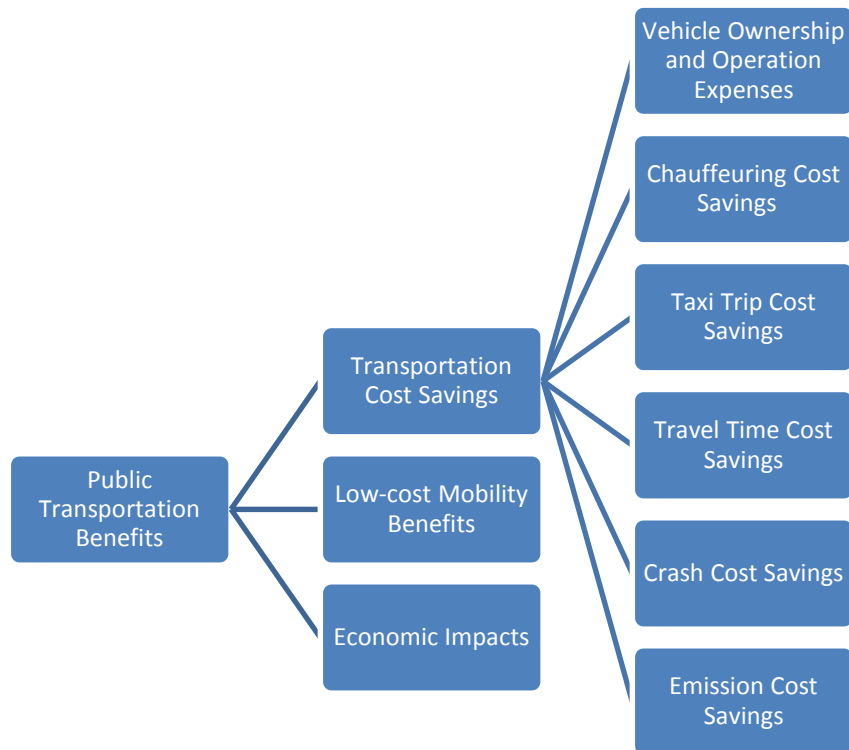 Public
Transportation
Benefits
Transportation
Cost Savings
Low-cost Mobility
Benefits
Economic Impacts
Vehicle Ownership
and Operation
Expenses
Chauffeuring Cost
Savings
Taxi Trip Cost
Savings
Travel Time Cost
Savings
Crash Cost Savings
Emission Cost
Savings